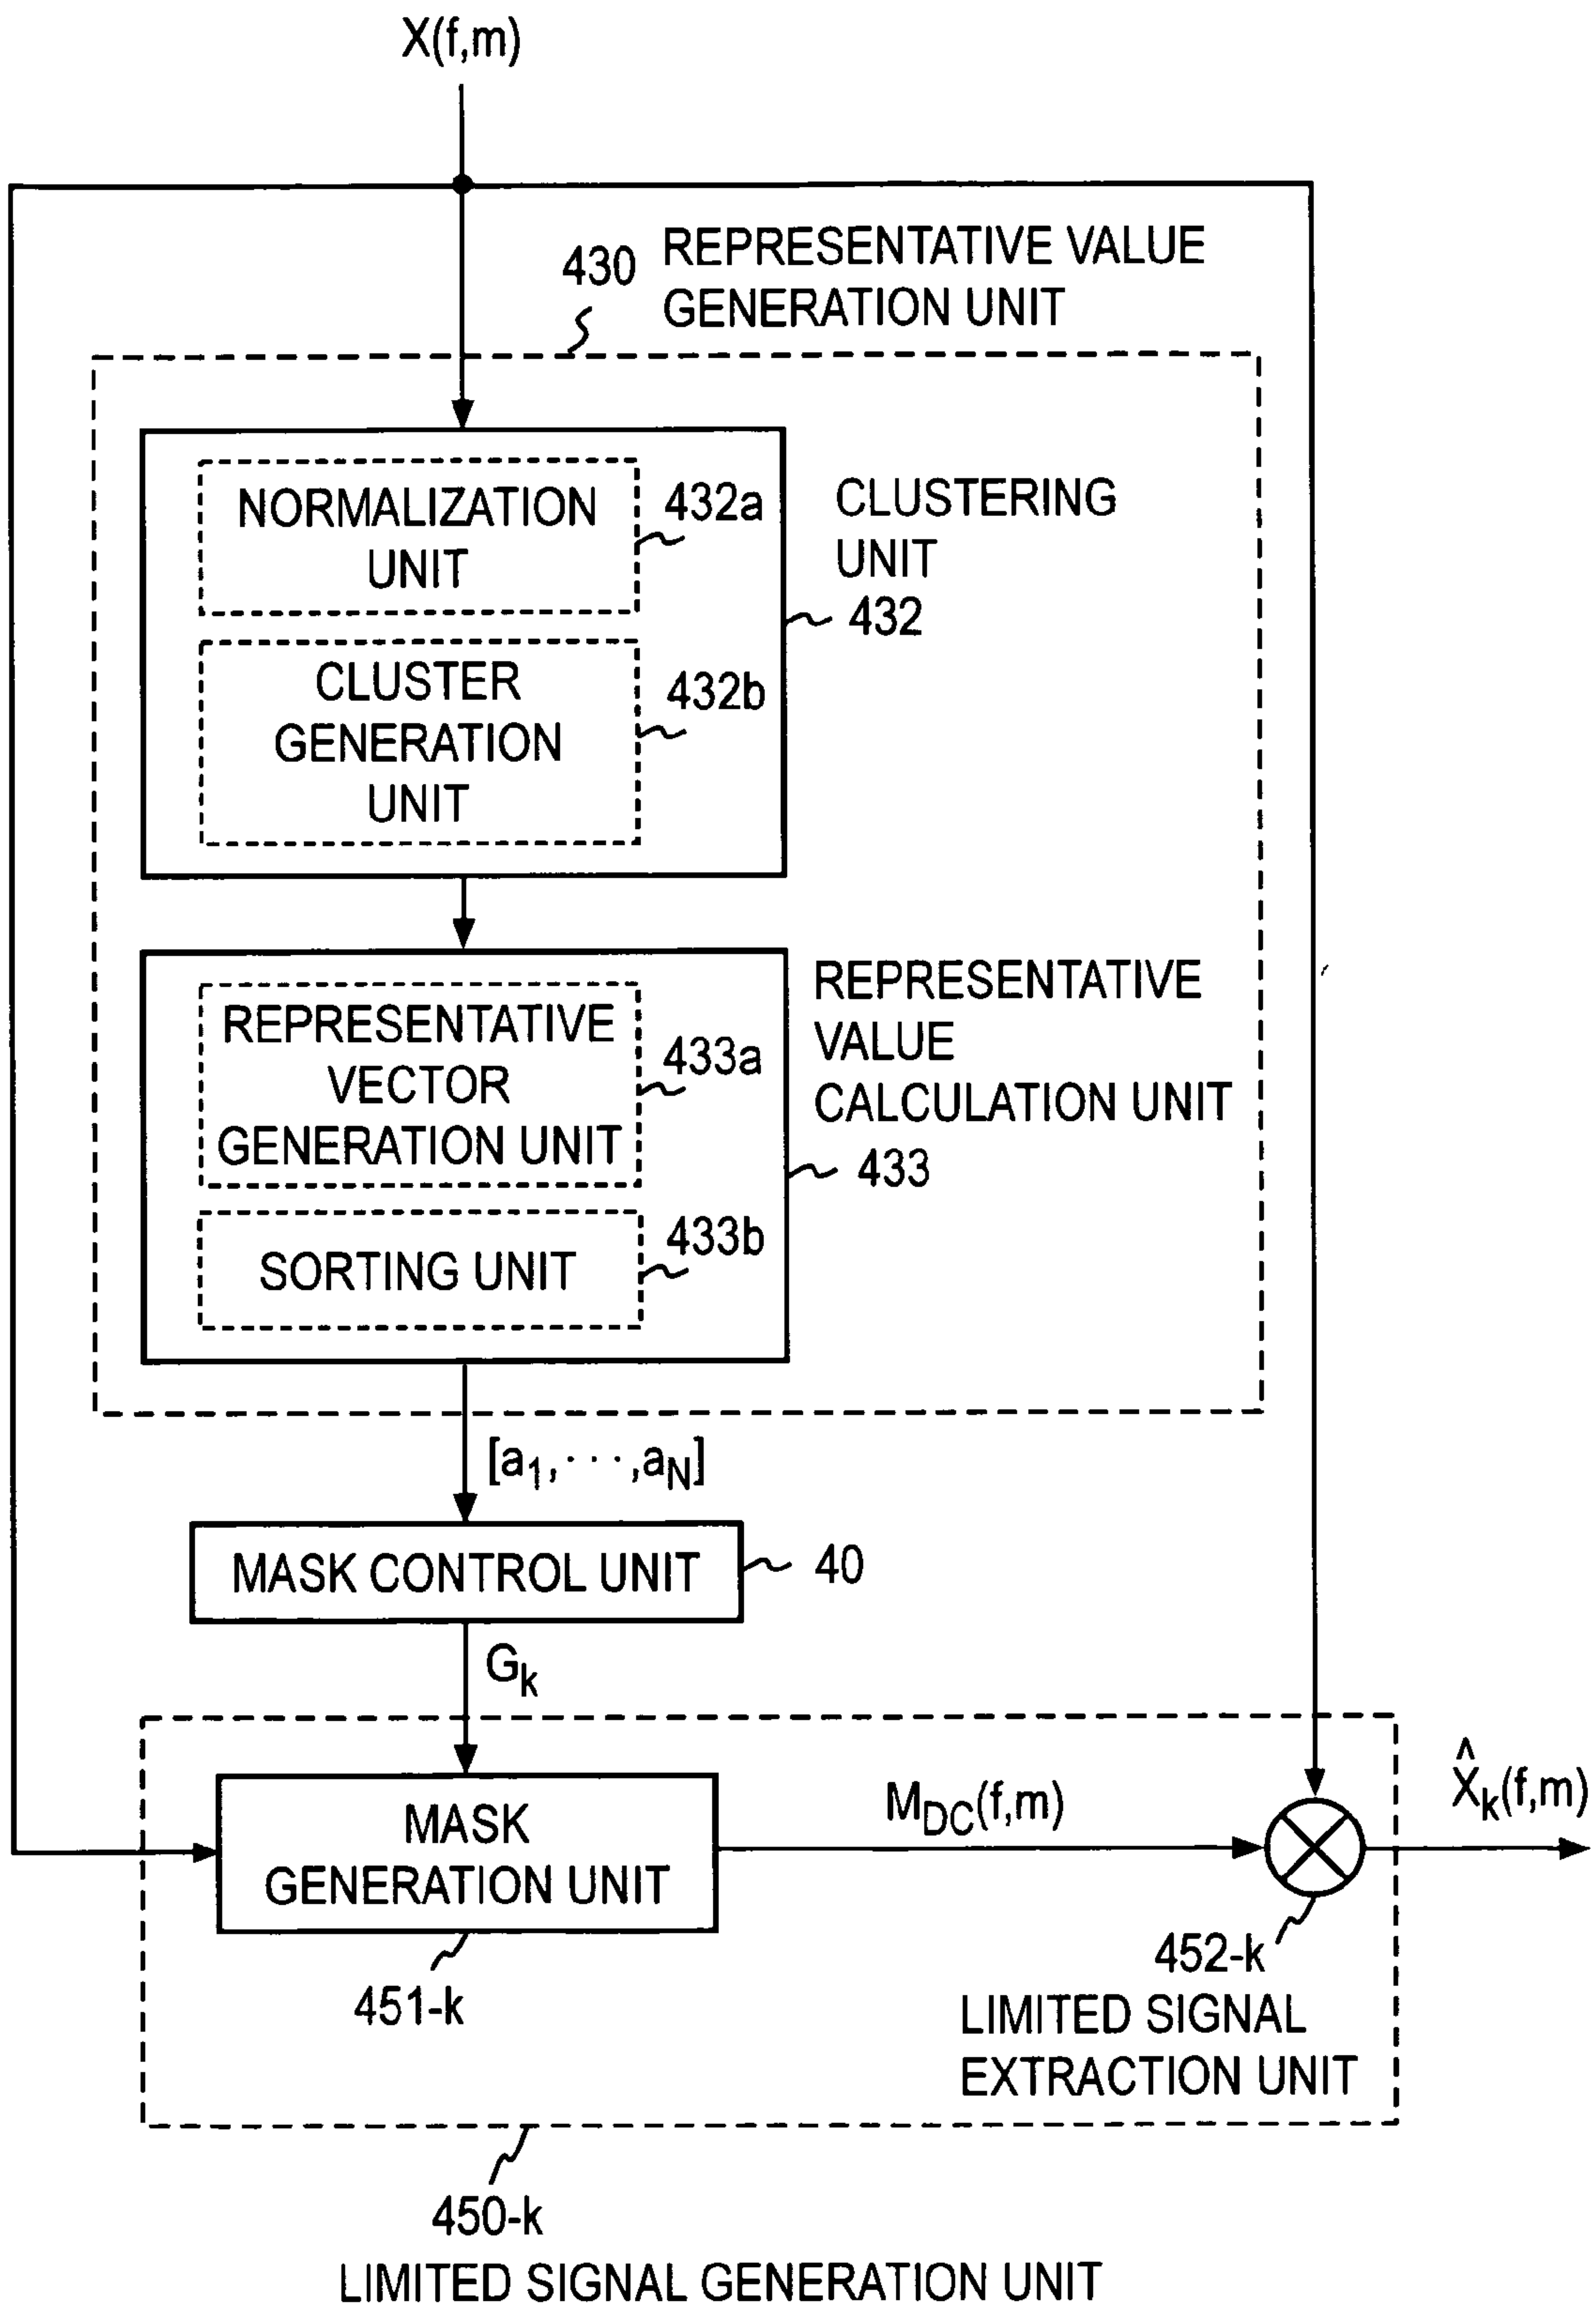 X(f,m)
430
REPRESENTATIVE VALUE
GENERATION UNIT
NORMALIZATION
UNIT
432a
CLUSTERING
UNIT
432
CLUSTER
GENERATION
UNIT
432b
REPRESENTATIVE
VECTOR
GENERATION UNIT
433a
REPRESENTATIVE
VALUE
CALCULATION UNIT
433
SORTING UNIT
433b
[a1,···,aN]
MASK CONTROL UNIT
40
Gk
MASK
GENERATION UNIT
451-k
MDC(f,m)
X̂k(f,m)
452-k
LIMITED SIGNAL
EXTRACTION UNIT
450-k
LIMITED SIGNAL GENERATION UNIT